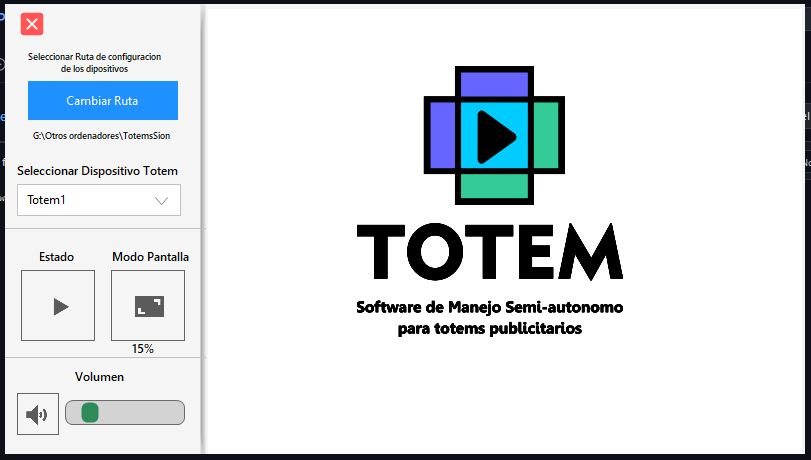 Seleccionar Ruta de configuracion
de los dipositivos
Cambiar Ruta
G:\Otros ordenadores\TotemsSion
Seleccionar Dispositivo Totem
Totem1
Estado
Modo Pantalla
15%
Volumen
TOTEM
Software de Manejo Semi-autonomo
para totems publicitarios